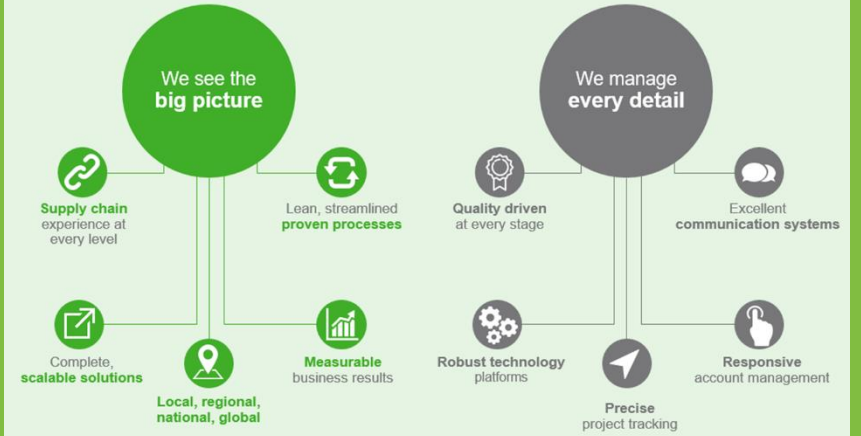 We see the
big picture
We manage
every detail
Supply chain
experience at
every level
Lean, streamlined
proven processes
Quality driven
at every stage
Excellent
communication systems
Complete,
scalable solutions
Local, regional,
national, global
Measurable
business results
Robust technology
platforms
Precise
project tracking
Responsive
account management